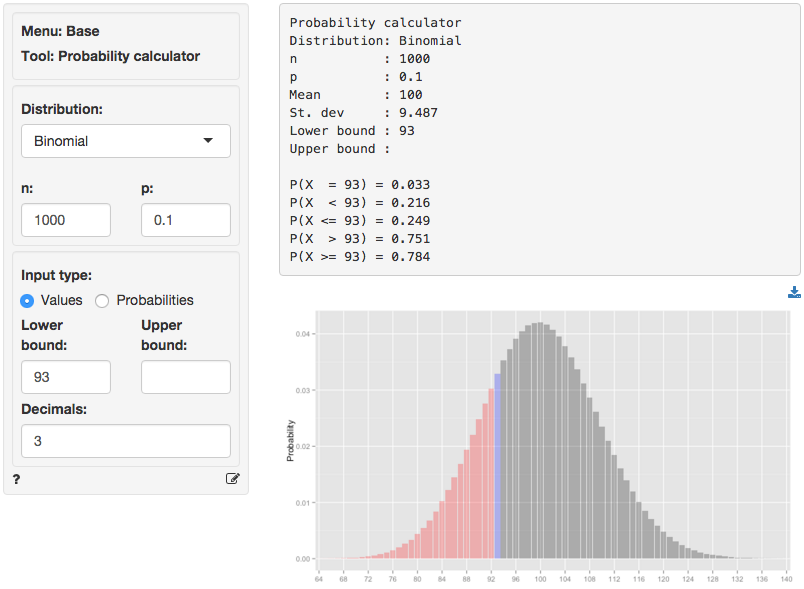 Menu: Base
Tool: Probability calculator
Distribution:
Binomial
n: p:
1000 0.1
Input type:
Values Probabilities
Lower bound: Upper bound:
93
Decimals:
3
?
Probability calculator
Distribution: Binomial
n : 1000
p : 0.1
Mean : 100
St. dev : 9.487
Lower bound : 93
Upper bound :
P(X = 93) = 0.033
P(X < 93) = 0.216
P(X <= 93) = 0.249
P(X > 93) = 0.751
P(X >= 93) = 0.784
0.04
0.03
0.02
0.01
0.00
Probability
64 68 72 76 80 84 88 92 96 100 104 108 112 116 120 124 128 132 136 140